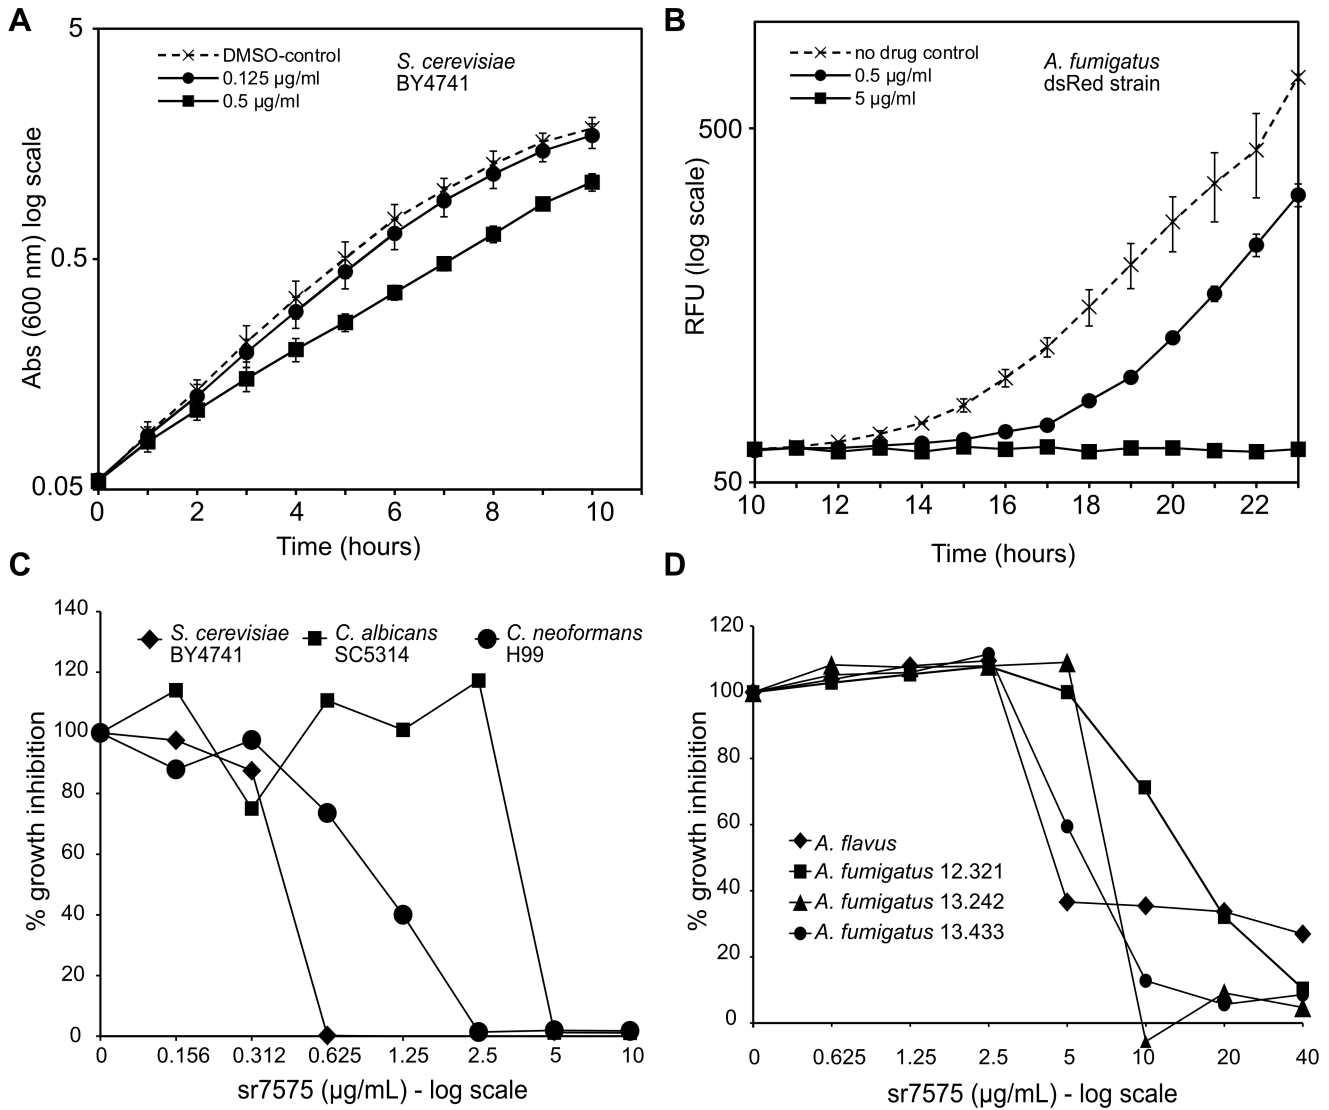 A
5
0.5
0.05
Abs (600 nm) log scale
DMSO-control
0.125 µg/ml
0.5 µg/ml
S. cerevisiae
BY4741
0 2 4 6 8 10
Time (hours)
B
500
50
RFU (log scale)
no drug control
0.5 µg/ml
5 µg/ml
A. fumigatus
dsRed strain
10 12 14 16 18 20 22
Time (hours)
C
140
120
100
80
60
40
20
0
% growth inhibition
S. cerevisiae
BY4741
C. albicans
SC5314
C. neoformans
H99
0 0.156 0.312 0.625 1.25 2.5 5 10
sr7575 (µg/mL) - log scale
D
120
100
80
60
40
20
0
% growth inhibition
A. flavus
A. fumigatus 12.321
A. fumigatus 13.242
A. fumigatus 13.433
0 0.625 1.25 2.5 5 10 20 40
sr7575 (µg/mL) - log scale